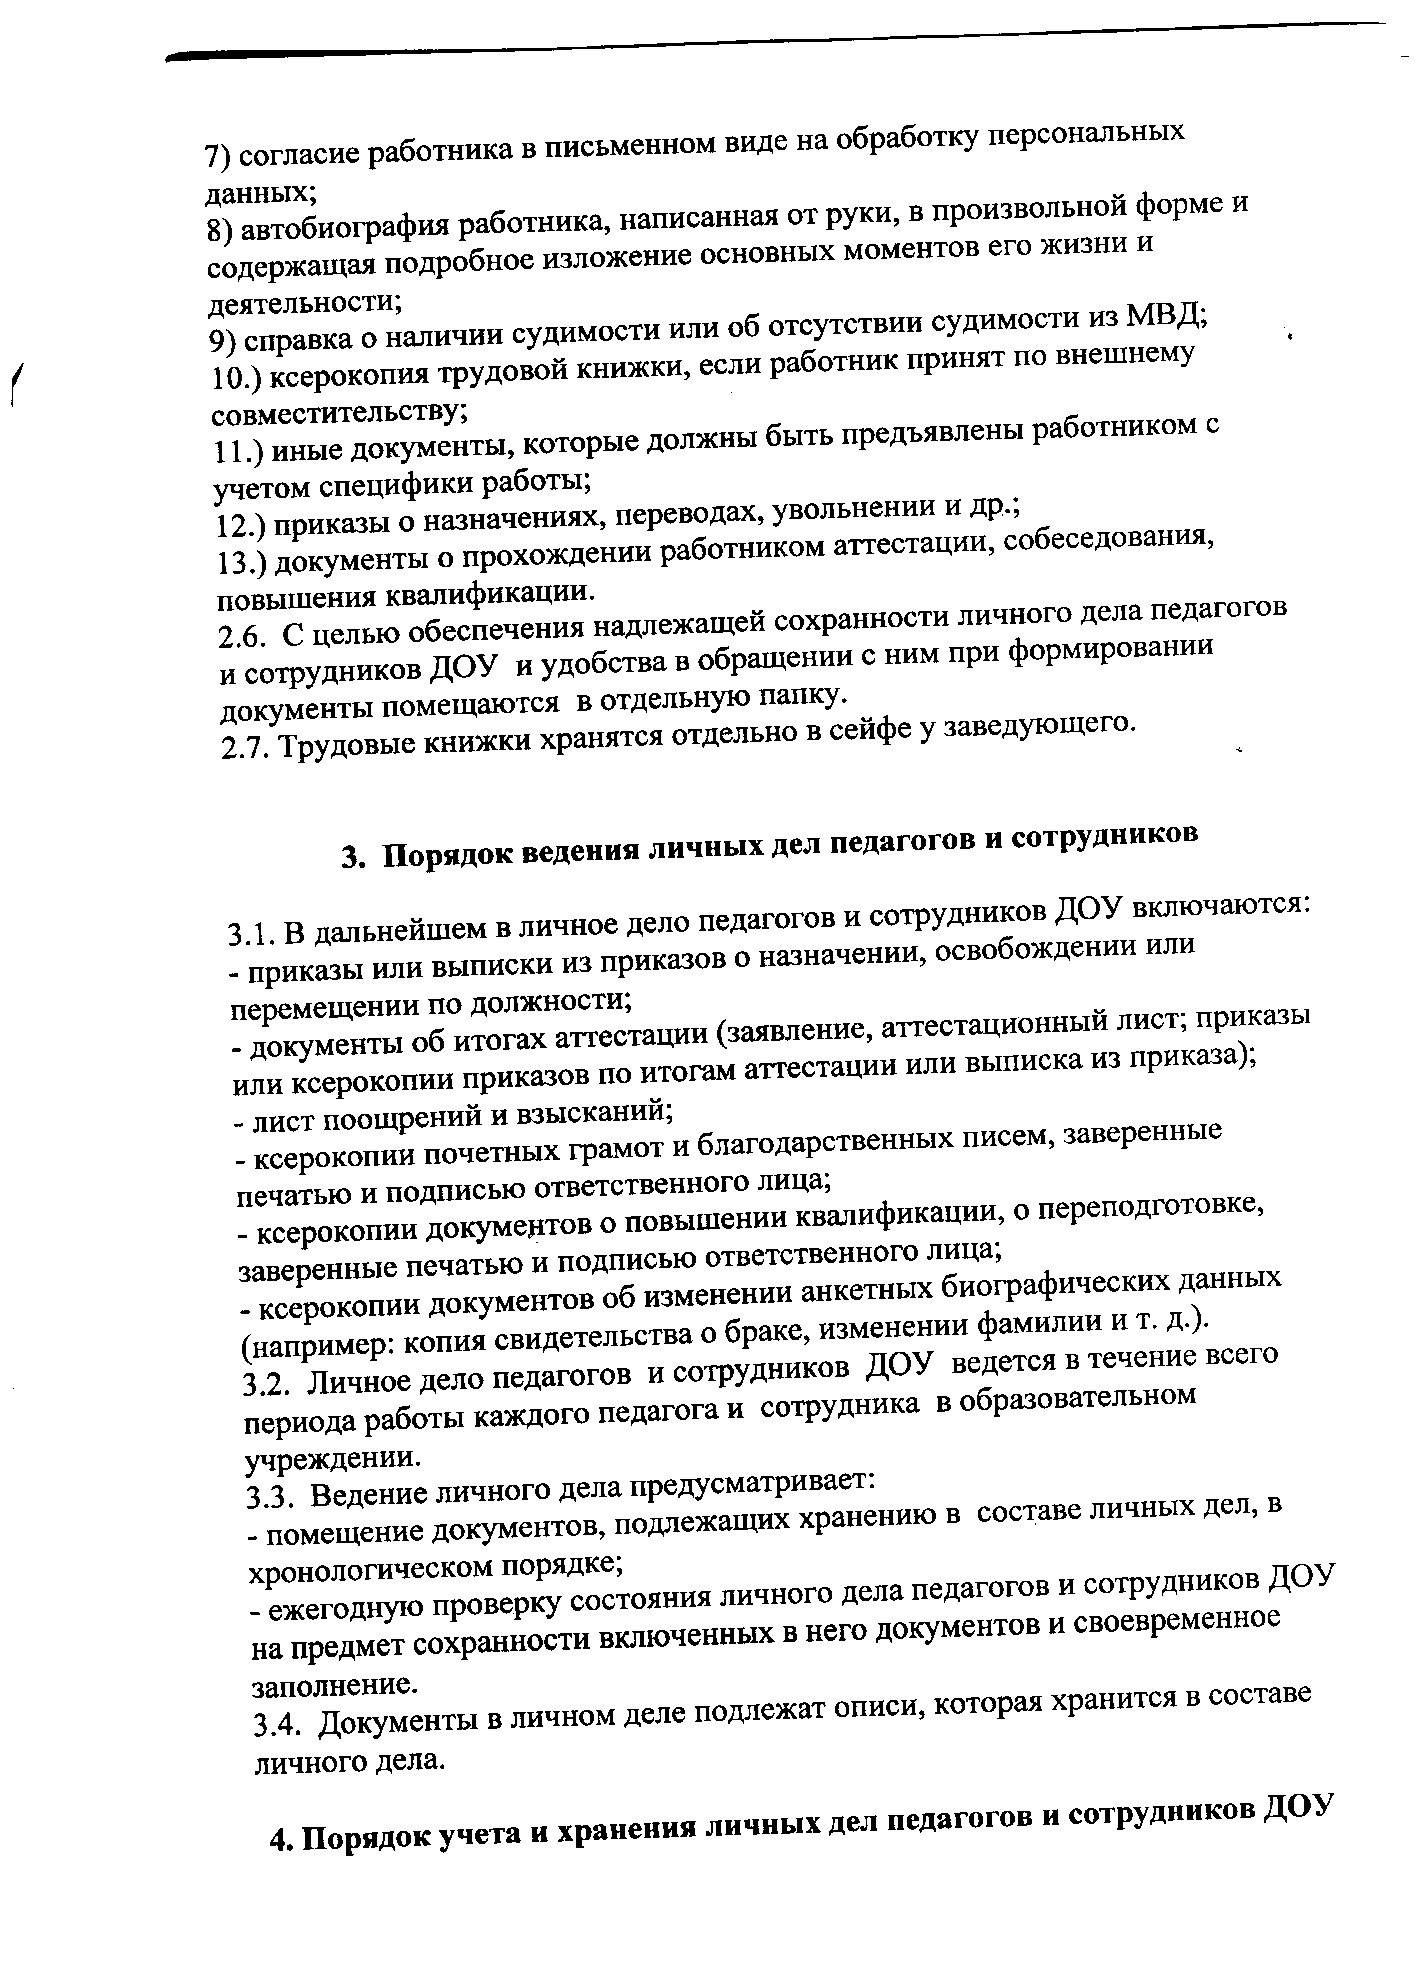 7) согласие работника в письменном виде на обработку персональных
данных;
8) автобиография работника, написанная от руки, в произвольной форме и
содержащая подробное изложение основных моментов его жизни и
деятельности;
9) справка о наличии судимости или об отсутствии судимости из МВД;
10.) ксерокопия трудовой книжки, если работник принят по внешнему
совместительству;
11.) иные документы, которые должны быть предъявлены работником с
учетом специфики работы;
12.) приказы о назначениях, переводах, увольнении и др.;
13.) документы о прохождении работником аттестации, собеседования,
повышения квалификации.
2.6. С целью обеспечения надлежащей сохранности личного дела педагогов
и сотрудников ДОУ и удобства в обращении с ним при формировании
документы помещаются в отдельную папку.
2.7. Трудовые книжки хранятся отдельно в сейфе у заведующего.
3. Порядок ведения личных дел педагогов и сотрудников
3.1. В дальнейшем в личное дело педагогов и сотрудников ДОУ включаются:
- приказы или выписки из приказов о назначении, освобождении или
перемещении по должности;
- документы об итогах аттестации (заявление, аттестационный лист; приказы
или ксерокопии приказов по итогам аттестации или выписка из приказа);
- лист поощрений и взысканий;
- ксерокопии почетных грамот и благодарственных писем, заверенные
печатью и подписью ответственного лица;
- ксерокопии документов о повышении квалификации, о переподготовке,
заверенные печатью и подписью ответственного лица;
- ксерокопии документов об изменении анкетных биографических данных
(например: копия свидетельства о браке, изменении фамилии и т. д.).
3.2. Личное дело педагогов и сотрудников ДОУ ведется в течение всего
периода работы каждого педагога и сотрудника в образовательном
учреждении.
3.3. Ведение личного дела предусматривает:
- помещение документов, подлежащих хранению в составе личных дел, в
хронологическом порядке;
- ежегодную проверку состояния личного дела педагогов и сотрудников ДОУ
на предмет сохранности включенных в него документов и своевременное
заполнение.
3.4. Документы в личном деле подлежат описи, которая хранится в составе
личного дела.
4. Порядок учета и хранения личных дел педагогов и сотрудников ДОУ